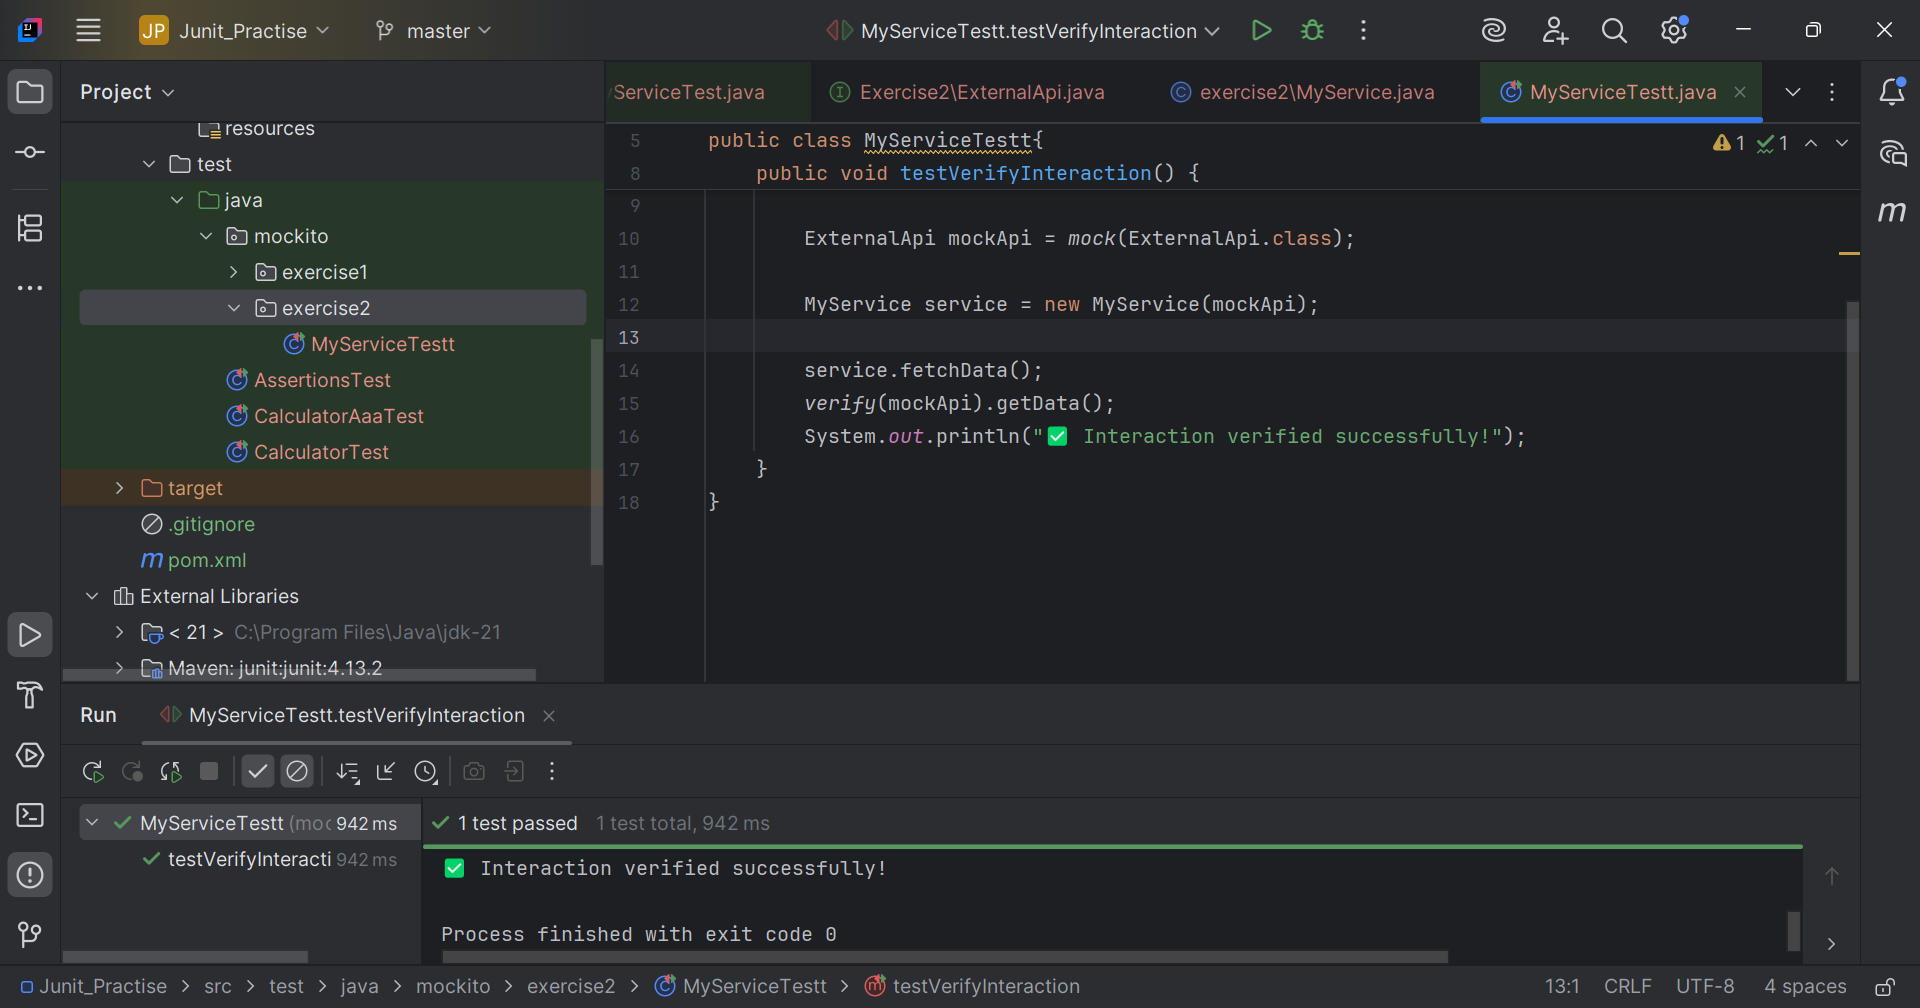 JP Junit_Practise master MyServiceTestt.testVerifyInteraction
Project
ServiceTest.java Exercise2\ExternalApi.java exercise2\MyService.java MyServiceTestt.java
resources
test
java
mockito
exercise1
exercise2
MyServiceTestt
AssertionsTest
CalculatorAaaTest
CalculatorTest
target
.gitignore
m pom.xml
External Libraries
< 21 > C:\Program Files\Java\jdk-21
Maven: junit:junit:4.13.2
5 public class MyServiceTestt{
1 1
8 public void testVerifyInteraction() {
9
10 ExternalApi mockApi = mock(ExternalApi.class);
11
12 MyService service = new MyService(mockApi);
13
14 service.fetchData();
15 verify(mockApi).getData();
16 System.out.println("✅ Interaction verified successfully!");
17 }
18 }
m
Run MyServiceTestt.testVerifyInteraction
MyServiceTestt (moc 942 ms
testVerifyInteracti 942 ms
1 test passed 1 test total, 942 ms
✅ Interaction verified successfully!
Process finished with exit code 0
Junit_Practise > src > test > java > mockito > exercise2 > MyServiceTestt > testVerifyInteraction
13:1 CRLF UTF-8 4 spaces